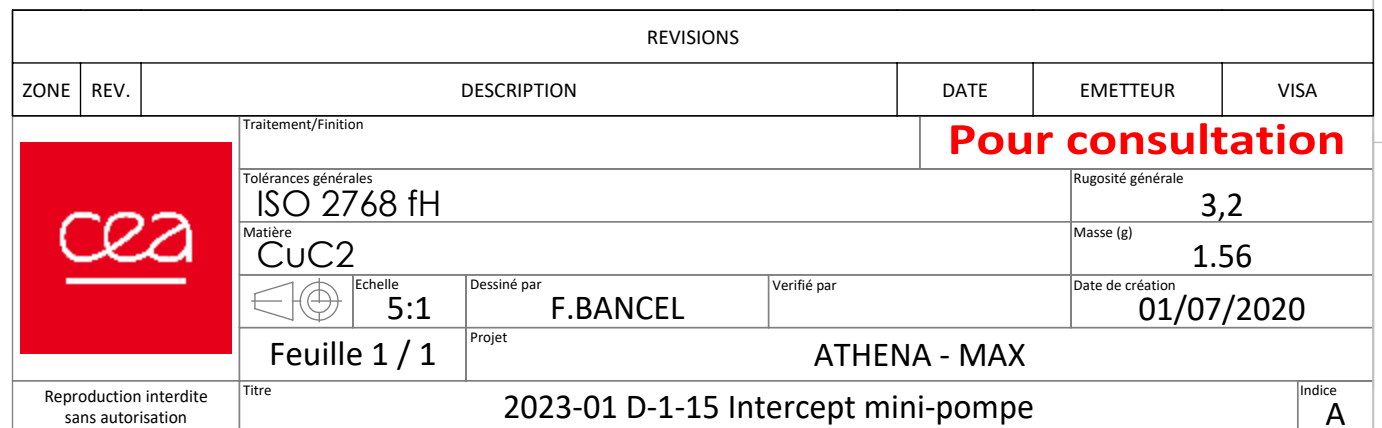 REVISIONS
ZONE REV. DESCRIPTION DATE EMETTEUR VISA
Traitement/Finition
Pour consultation
cea
Tolérances générales
ISO 2768 fH
Rugosité générale
3,2
Matière
CuC2
Masse (g)
1.56
Echelle
5:1
Dessiné par
F.BANCEL
Verifié par
Date de création
01/07/2020
Feuille 1 / 1
Projet
ATHENA - MAX
Reproduction interdite
sans autorisation
Titre
2023-01 D-1-15 Intercept mini-pompe
Indice
A